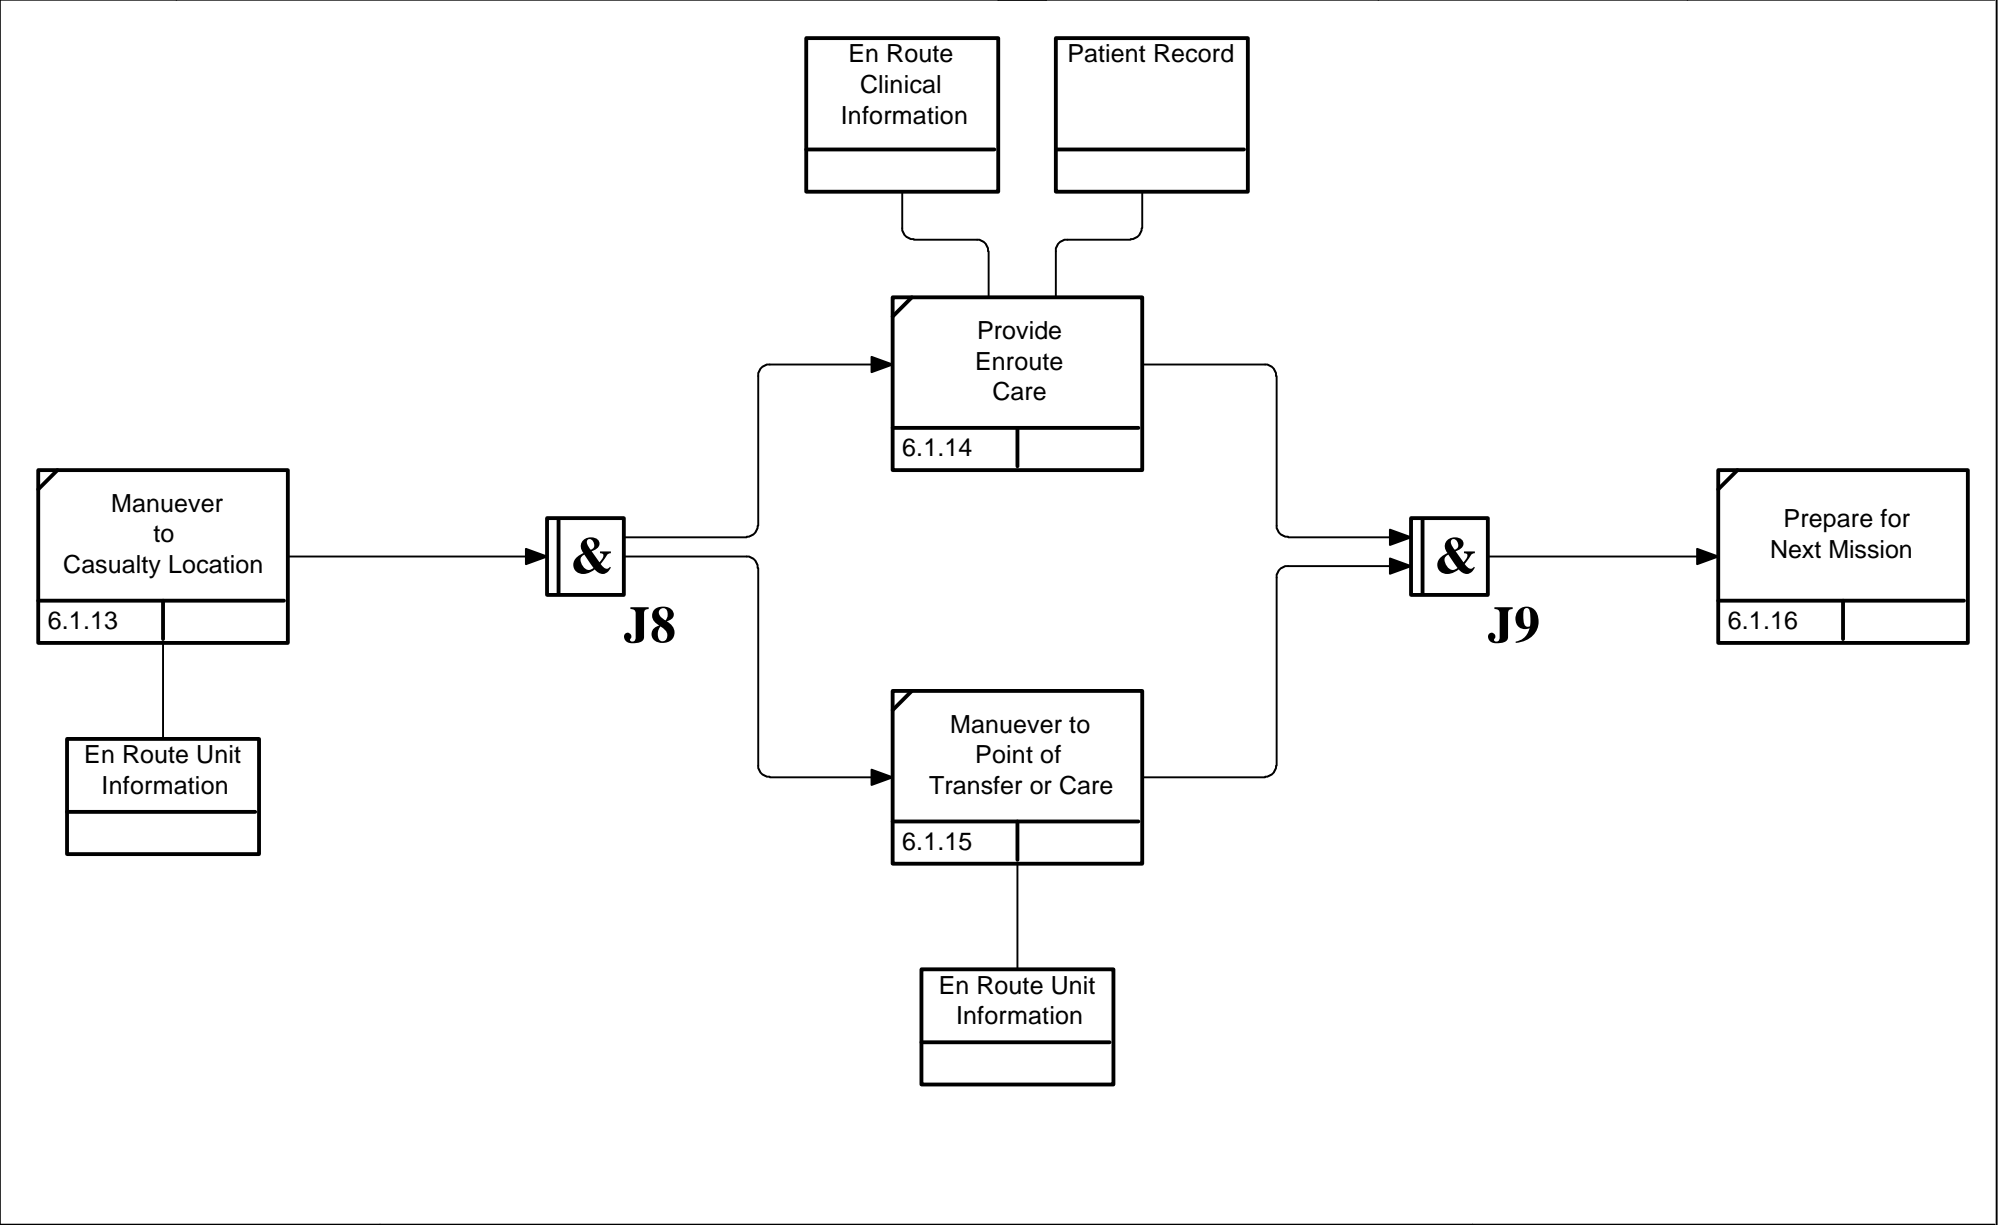 En Route
Clinical
Information
Patient Record
Provide
Enroute
Care
6.1.14
Manuever
to
Casualty Location
6.1.13
&
J8
&
J9
Prepare for
Next Mission
6.1.16
En Route Unit
Information
Manuever to
Point of
Transfer or Care
6.1.15
En Route Unit
Information